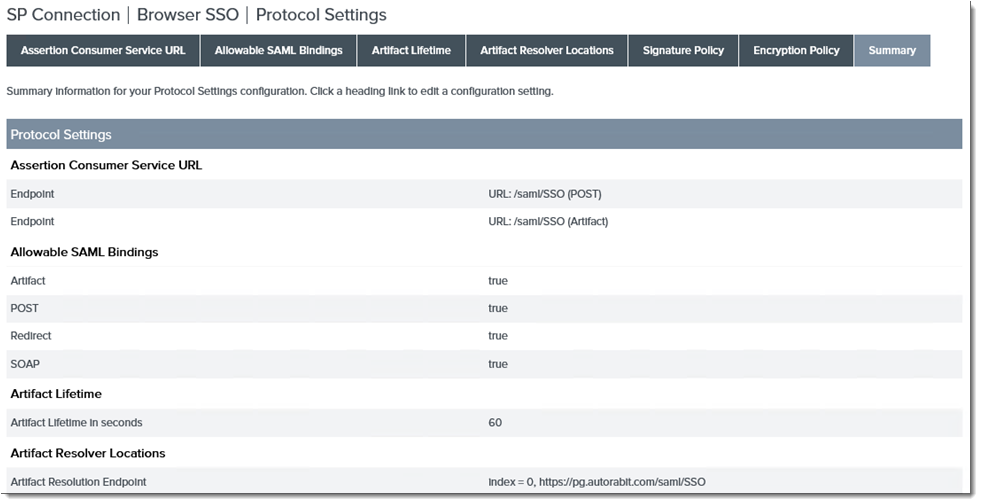 SP Connection | Browser SSO | Protocol Settings
Assertion Consumer Service URL Allowable SAML Bindings Artifact Lifetime Artifact Resolver Locations Signature Policy Encryption Policy Summary
Summary information for your Protocol Settings configuration. Click a heading link to edit a configuration setting.
Protocol Settings
Assertion Consumer Service URL
Endpoint URL: /saml/SSO (POST)
Endpoint URL: /saml/SSO (Artifact)
Allowable SAML Bindings
Artifact true
POST true
Redirect true
SOAP true
Artifact Lifetime
Artifact Lifetime in seconds 60
Artifact Resolver Locations
Artifact Resolution Endpoint index = 0, https://pg.autorabit.com/saml/SSO